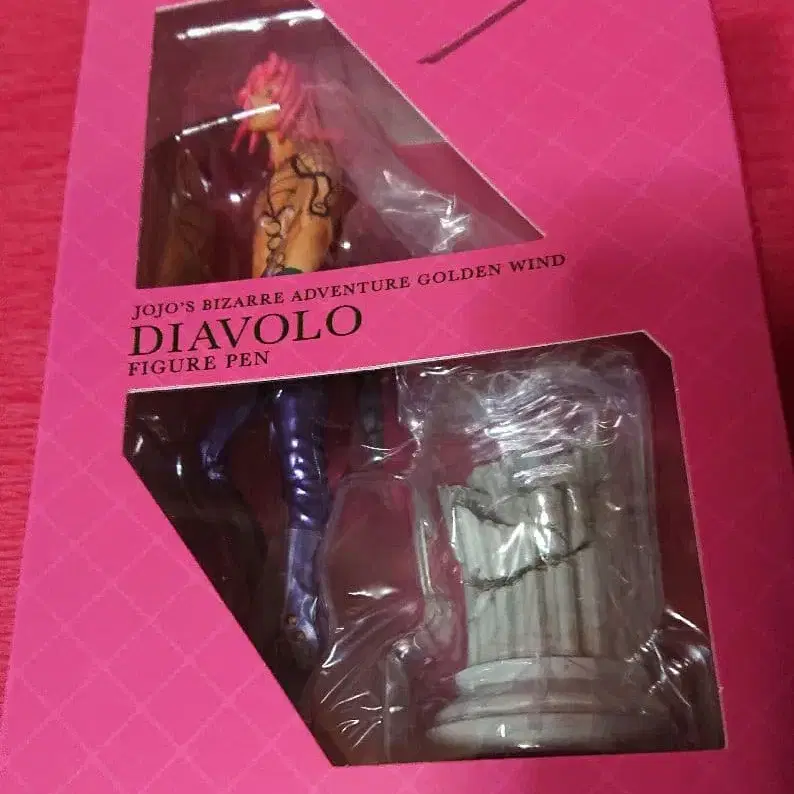 JOJO'S BIZARRE ADVENTURE GOLDEN WIND
DIAVOLO
FIGURE PEN